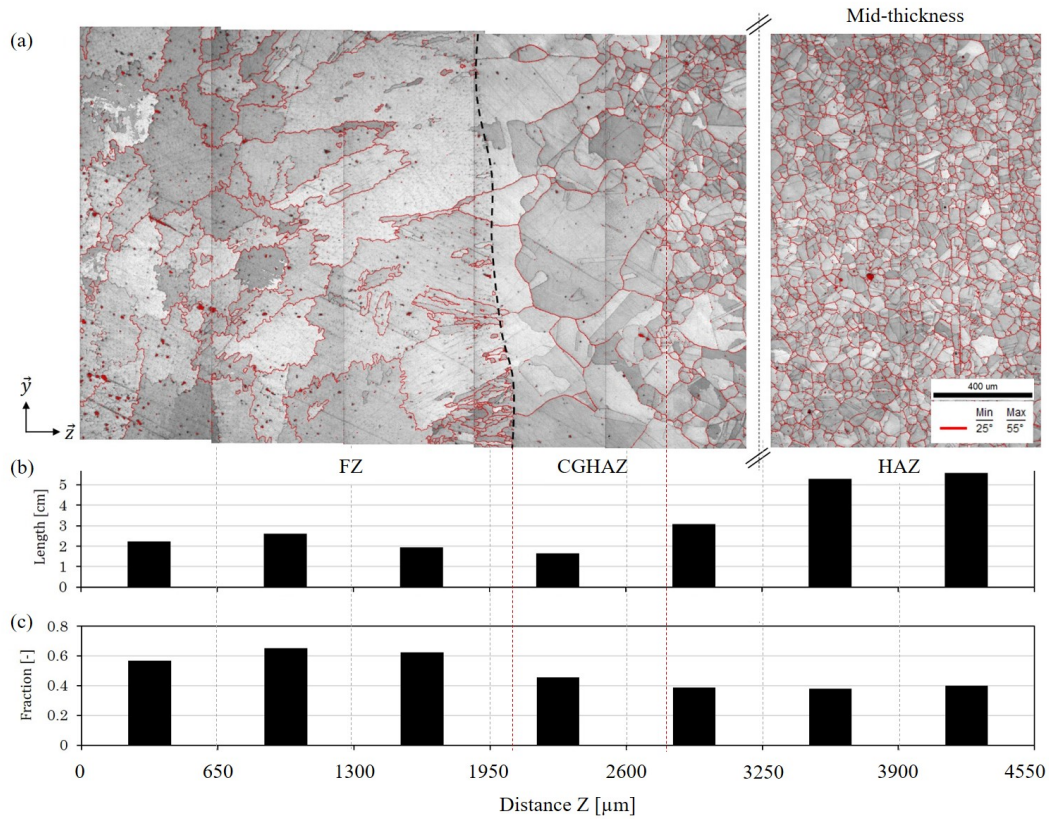 Mid-thickness
(a)
y
z
400 um
Min Max
25° 55°
(b)
FZ CGHAZ HAZ
Length [cm]
5
4
3
2
1
0
(c)
Fraction [-]
0.8
0.6
0.4
0.2
0
0 650 1300 1950 2600 3250 3900 4550
Distance Z [µm]